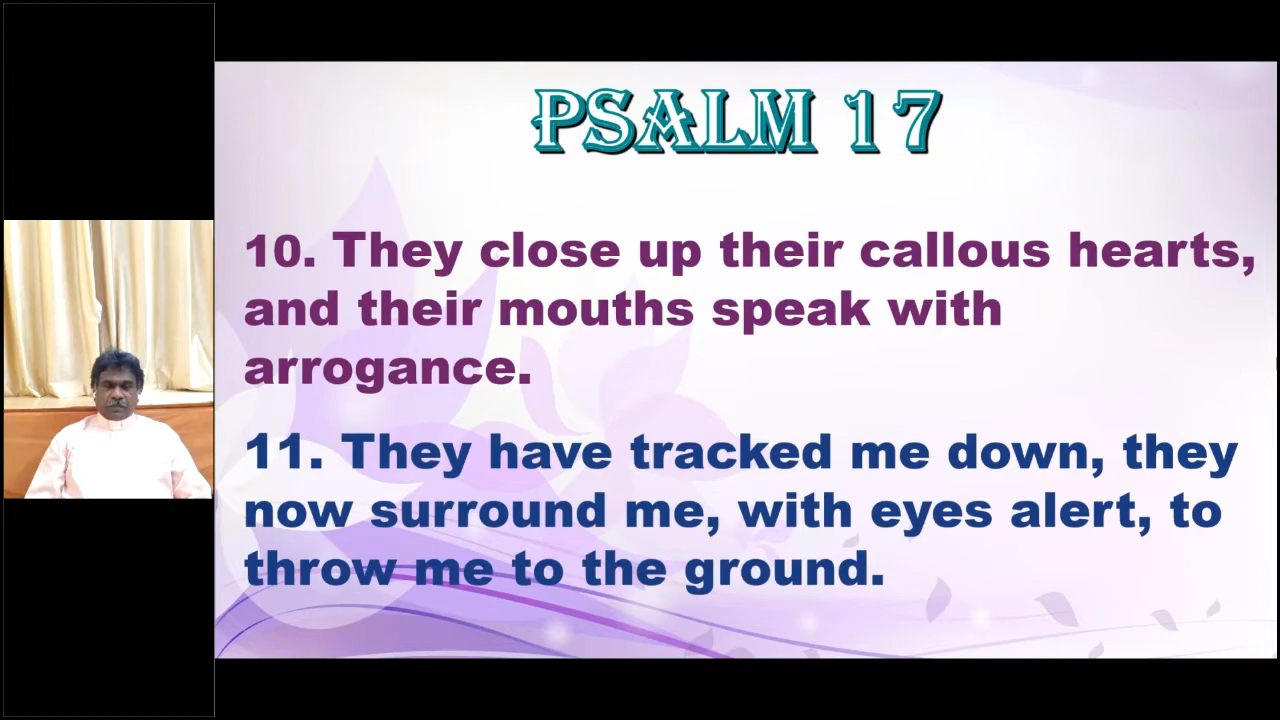 PSALM 17
10. They close up their callous hearts,
and their mouths speak with
arrogance.
11. They have tracked me down, they
now surround me, with eyes alert, to
throw me to the ground.